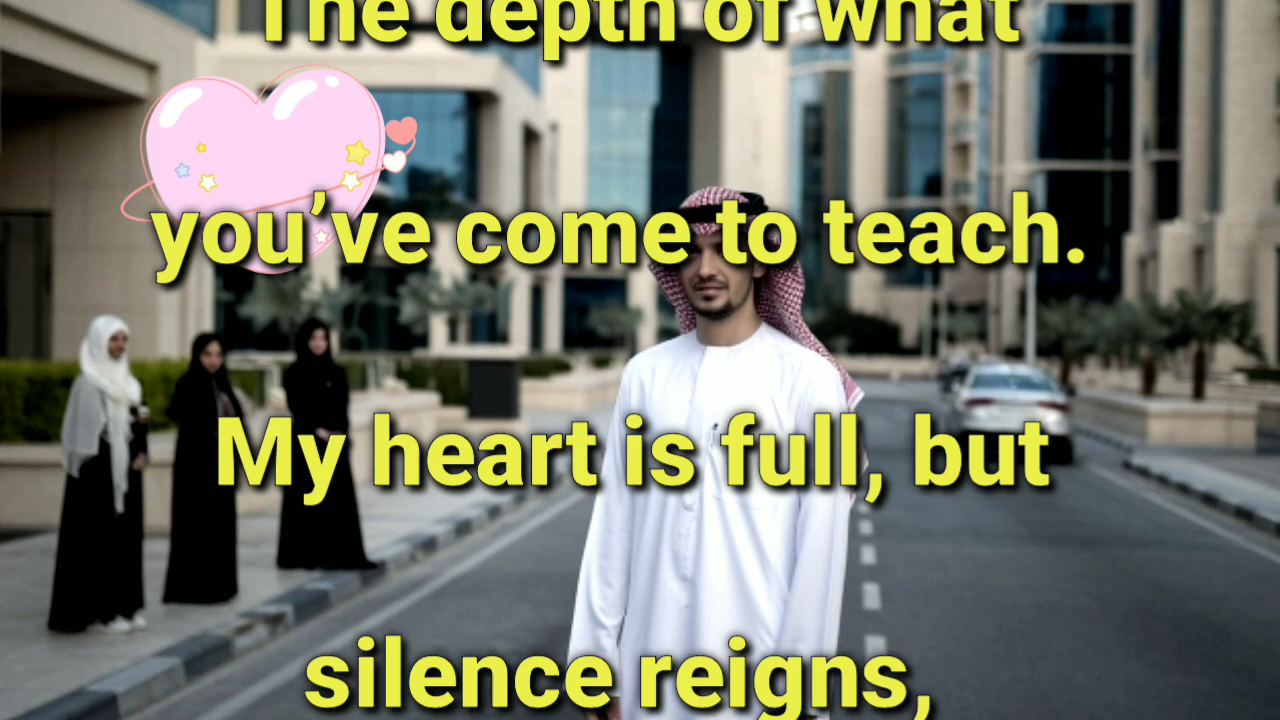 The depth of what
you’ve come to teach.
My heart is full, but
silence reigns,